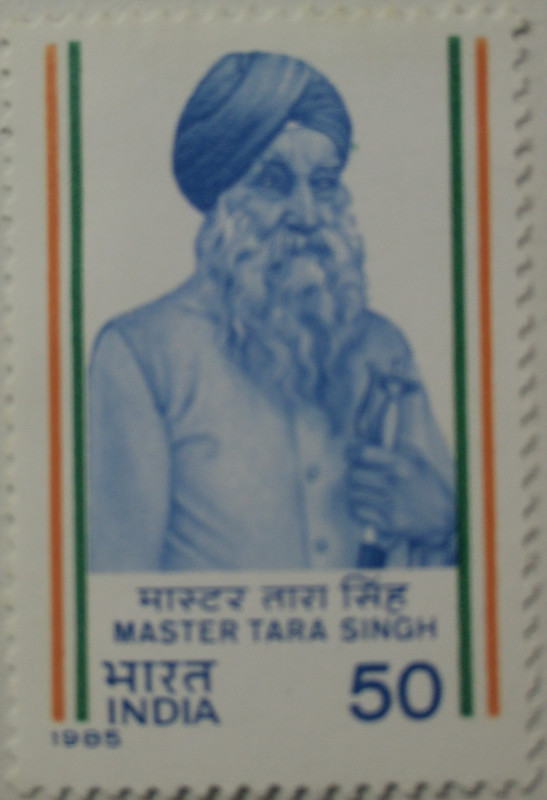 मास्टर तारा सिंह
MASTER TARA SINGH
भारत
INDIA
50
1985